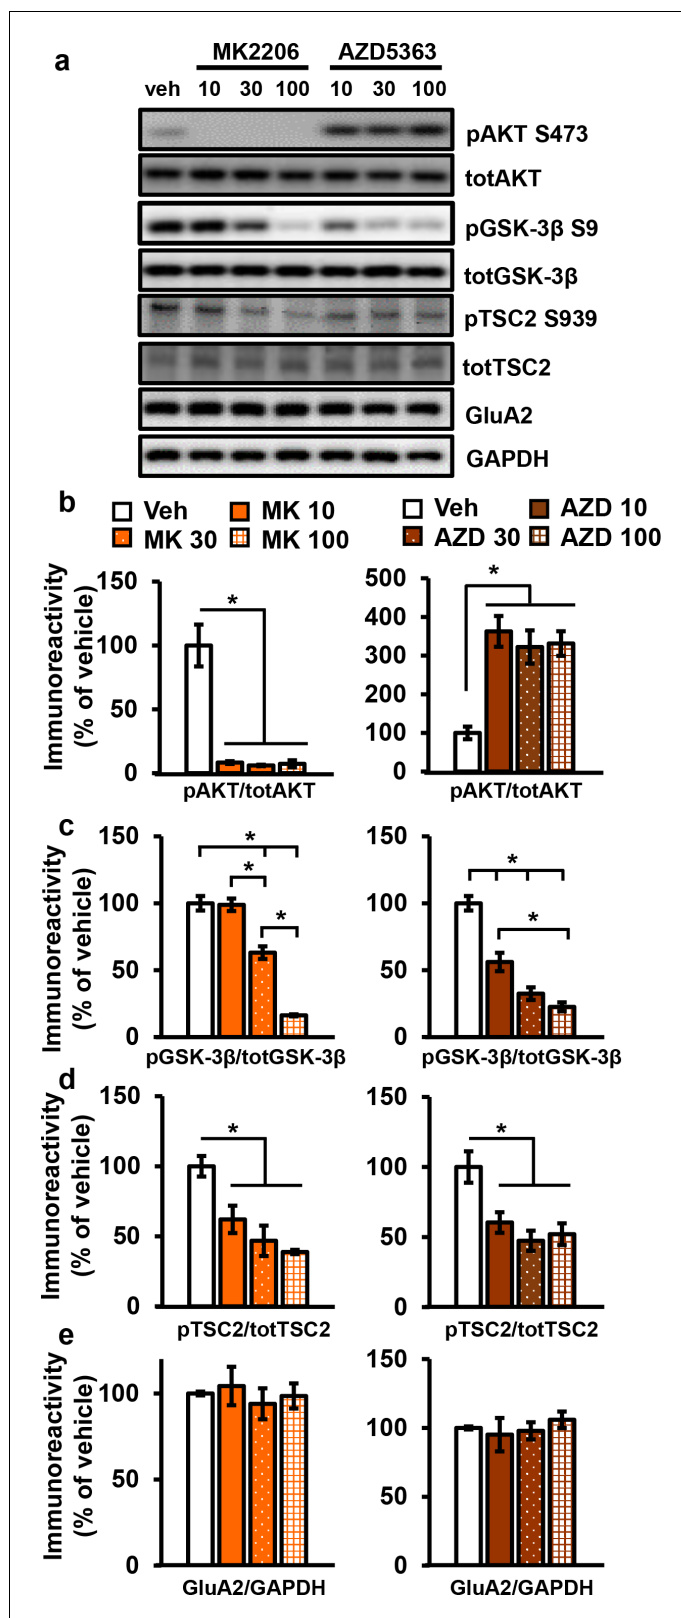 a
MK2206 AZD5363
veh 10 30 100 10 30 100
pAKT S473
totAKT
pGSK-3β S9
totGSK-3β
pTSC2 S939
totTSC2
GluA2
GAPDH
b
Veh MK 10
MK 30 MK 100
Veh AZD 10
AZD 30 AZD 100
Immunoreactivity
(% of vehicle)
150
100
50
0
*
pAKT/totAKT
500
400
300
200
100
0
*
pAKT/totAKT
c
Immunoreactivity
(% of vehicle)
150
100
50
0
*
*
*
pGSK-3β/totGSK-3β
150
100
50
0
*
*
pGSK-3β/totGSK-3β
d
Immunoreactivity
(% of vehicle)
150
100
50
0
*
pTSC2/totTSC2
150
100
50
0
*
pTSC2/totTSC2
e
Immunoreactivity
(% of vehicle)
100
50
0
GluA2/GAPDH
150
100
50
0
GluA2/GAPDH